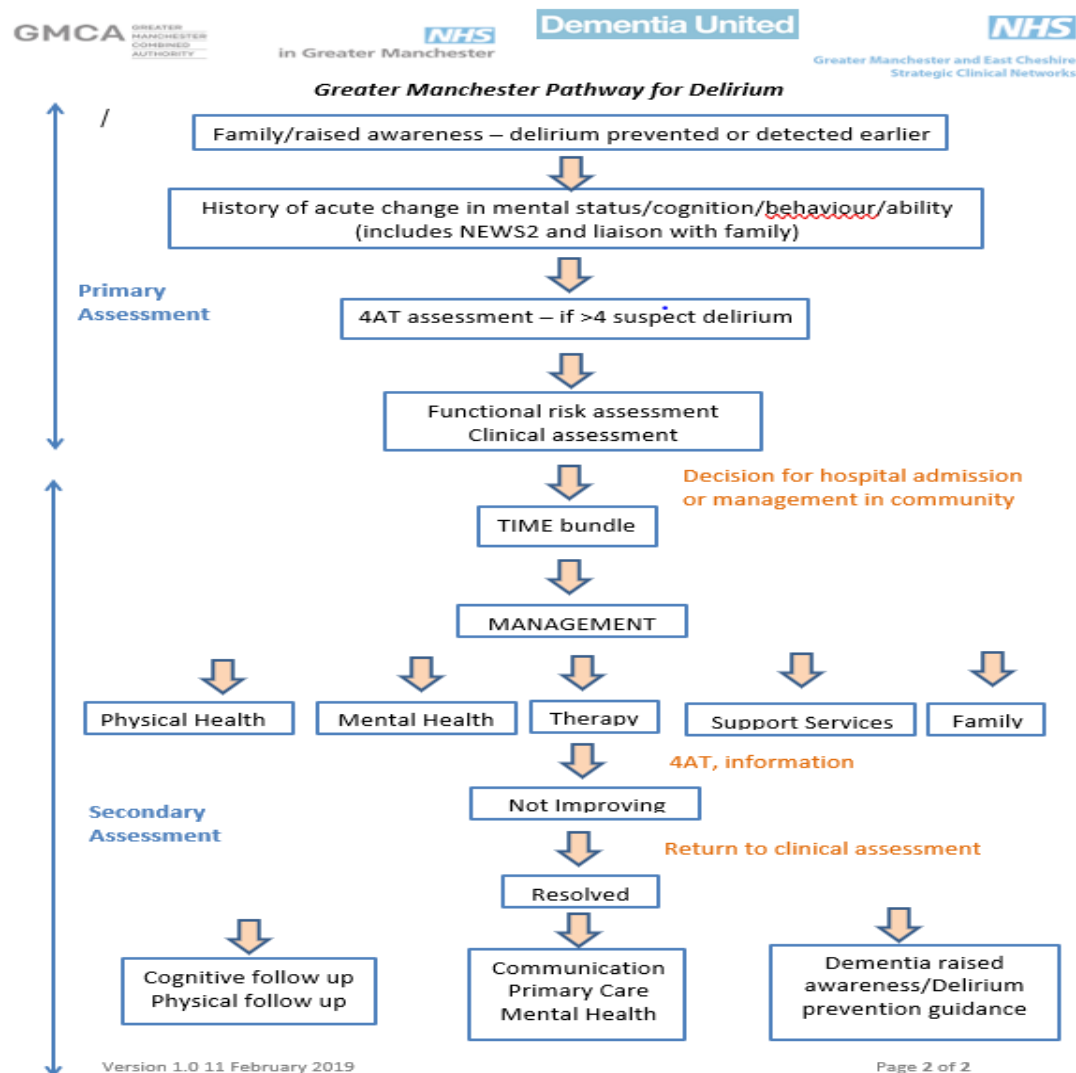 GMCA GREATER
MANCHESTER
COMBINED
AUTHORITY
NHS
in Greater Manchester
Dementia United
NHS
Greater Manchester and East Cheshire
Strategic Clinical Networks
Greater Manchester Pathway for Delirium
/
Family/raised awareness – delirium prevented or detected earlier
History of acute change in mental status/cognition/behaviour/ability
(includes NEWS2 and liaison with family)
Primary
Assessment
4AT assessment – if >4 suspect delirium
Functional risk assessment
Clinical assessment
Decision for hospital admission
or management in community
TIME bundle
MANAGEMENT
Physical Health
Mental Health
Therapy
Support Services
Family
4AT, information
Not Improving
Secondary
Assessment
Return to clinical assessment
Resolved
Cognitive follow up
Physical follow up
Communication
Primary Care
Mental Health
Dementia raised
awareness/Delirium
prevention guidance
Version 1.0 11 February 2019
Page 2 of 2